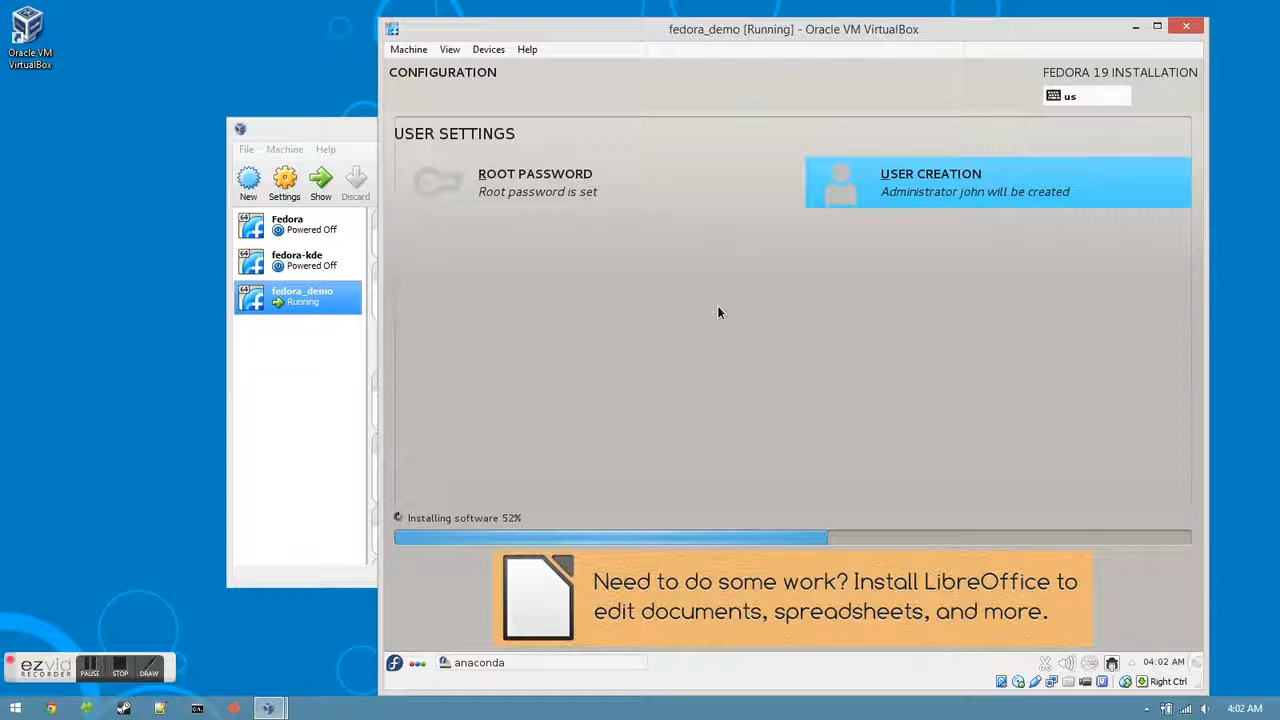 Oracle VM
VirtualBox
fedora_demo [Running] - Oracle VM VirtualBox
Machine View Devices Help
CONFIGURATION
FEDORA 19 INSTALLATION
us
USER SETTINGS
ROOT PASSWORD
Root password is set
USER CREATION
Administrator john will be created
File Machine Help
New Settings Show Discard
64 Fedora
Powered Off
64 fedora-kde
Powered Off
64 fedora_demo
Running
Installing software 52%
Need to do some work? Install LibreOffice to
edit documents, spreadsheets, and more.
anaconda
04:02 AM
Right Ctrl
ezvid
RECORDER
PAUSE STOP DRAW
4:02 AM